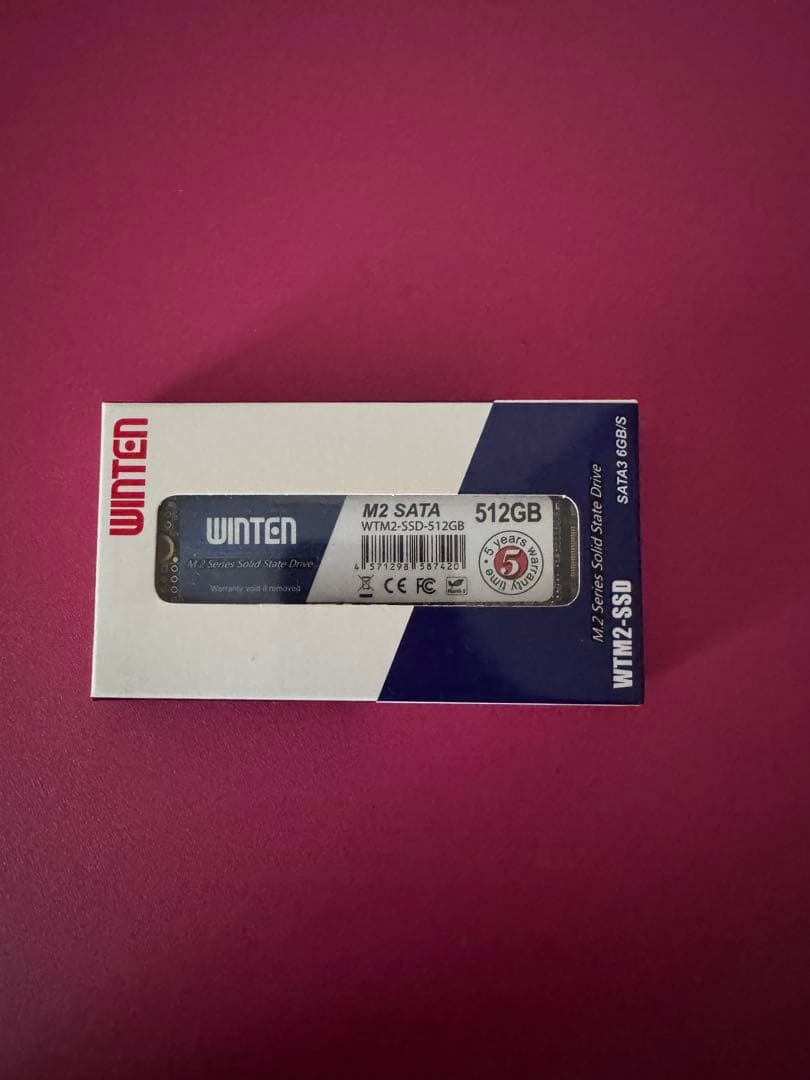 WINTEN
WINTEN
M.2 Series Solid State Drive
Warranty void if removed
M2 SATA
WTM2-SSD-512GB
512GB
4 571298 587420
5 years warranty time
5
CE FC
SATA3 6GB/S
M.2 Series Solid State Drive
WTM2-SSD